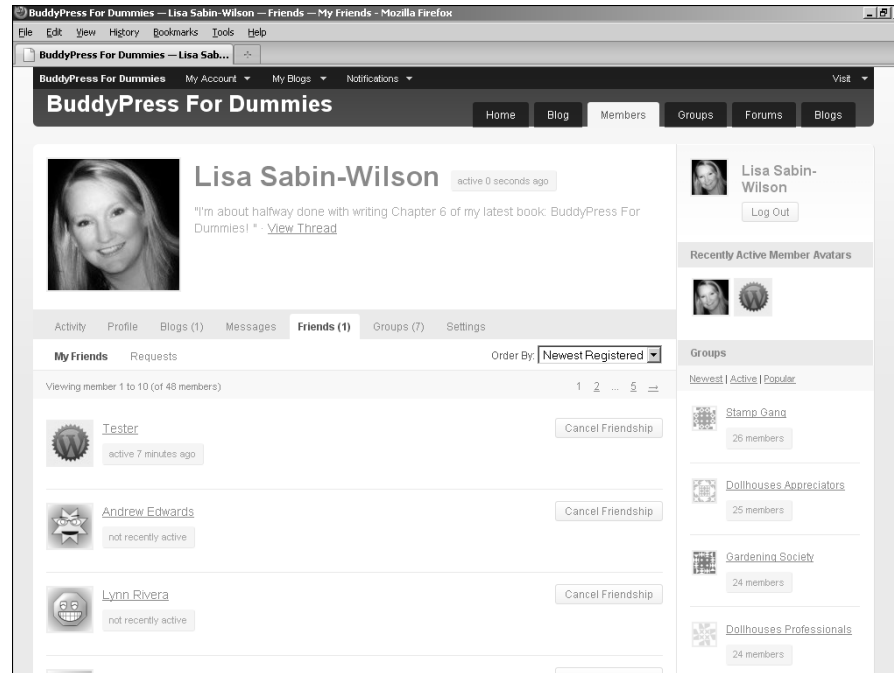 BuddyPress For Dummies — Lisa Sabin-Wilson — Friends — My Friends - Mozilla Firefox
File Edit View History Bookmarks Tools Help
BuddyPress For Dummies — Lisa Sab...
BuddyPress For Dummies My Account My Blogs Notifications Visit
BuddyPress For Dummies
Home Blog Members Groups Forums Blogs
Lisa Sabin-Wilson active 0 seconds ago
"I'm about halfway done with writing Chapter 6 of my latest book: BuddyPress For
Dummies! " · View Thread
Activity Profile Blogs (1) Messages Friends (1) Groups (7) Settings
My Friends Requests Order By: Newest Registered
Viewing member 1 to 10 (of 48 members) 1 2 ... 5 →
Tester Cancel Friendship
active 7 minutes ago
Andrew Edwards Cancel Friendship
not recently active
Lynn Rivera Cancel Friendship
not recently active
Lisa Sabin-
Wilson
Log Out
Recently Active Member Avatars
Groups
Newest | Active | Popular
Stamp Gang
26 members
Dollhouses Appreciators
25 members
Gardening Society
24 members
Dollhouses Professionals
24 members